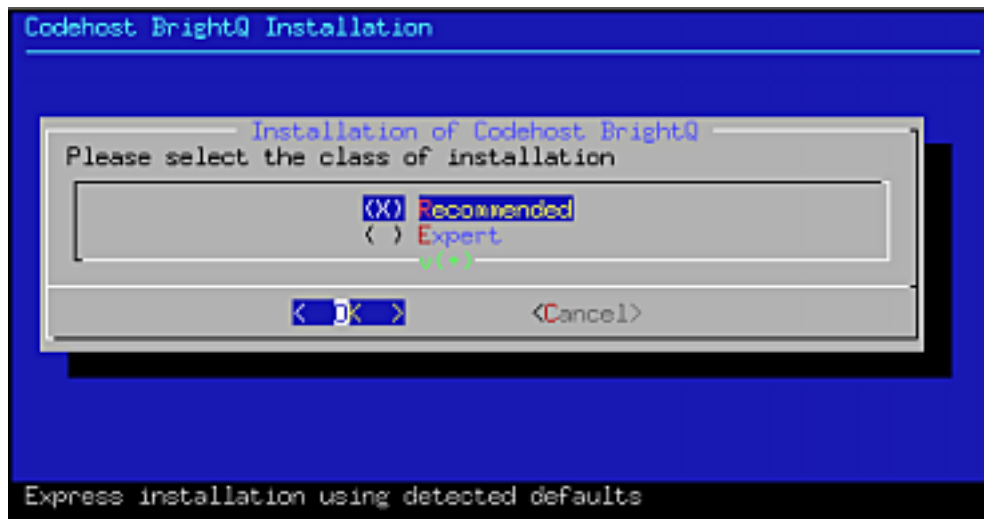 Codehost BrightQ Installation
Installation of Codehost BrightQ
Please select the class of installation
(X) Recommended
( ) Expert
v(+)
< OK > <Cancel>
Express installation using detected defaults